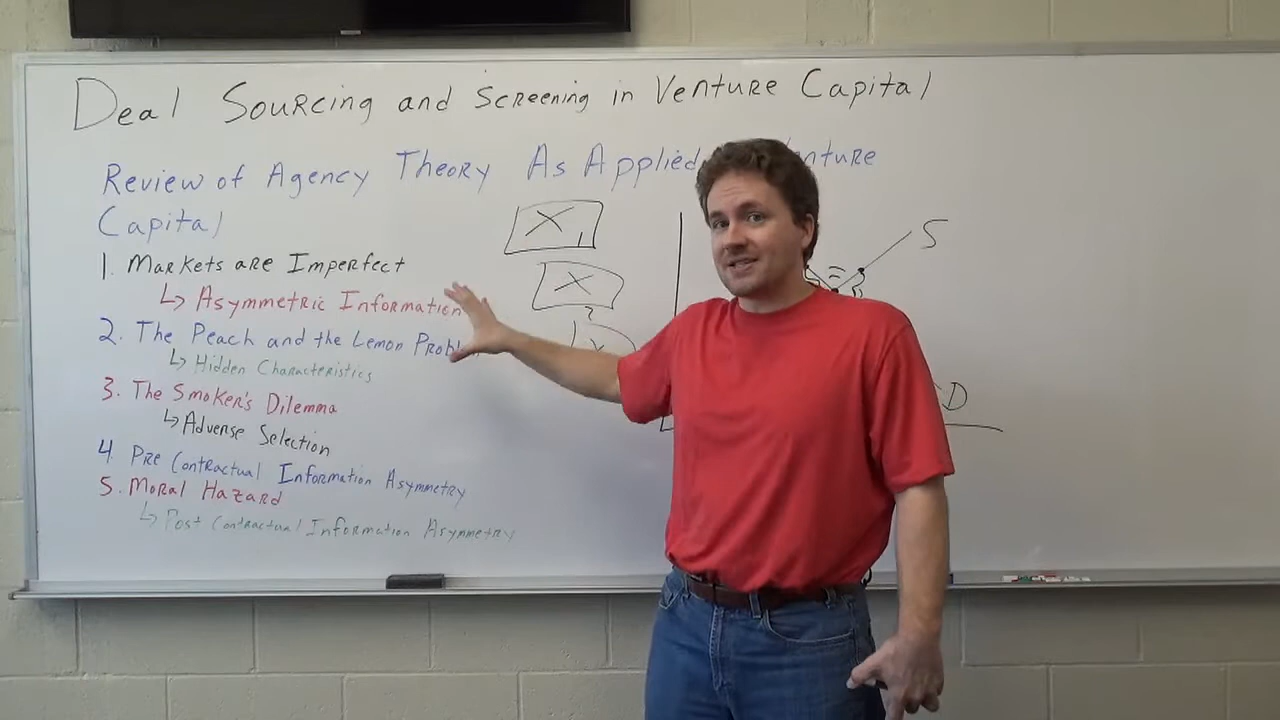 Deal Sourcing and Screening in Venture Capital
Review of Agency Theory As Applied
Capital
1. Markets are Imperfect
↳ Asymmetric Information
2. The Peach and the Lemon
↳ Hidden Characteristics
3. The Smoker's Dilemma
↳ Adverse Selection
4 Pre Contractual Information Asymmetry
5. Moral Hazard
↳ Post Contractual Information Asymmetry
X1
X2
X
S
D